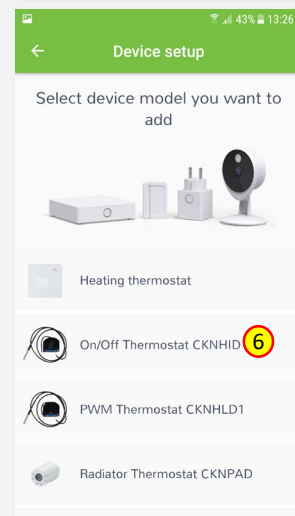 43% 13:26
Device setup
Select device model you want to
add
Heating thermostat
On/Off Thermostat CKNHID 6
PWM Thermostat CKNHLD1
Radiator Thermostat CKNPAD